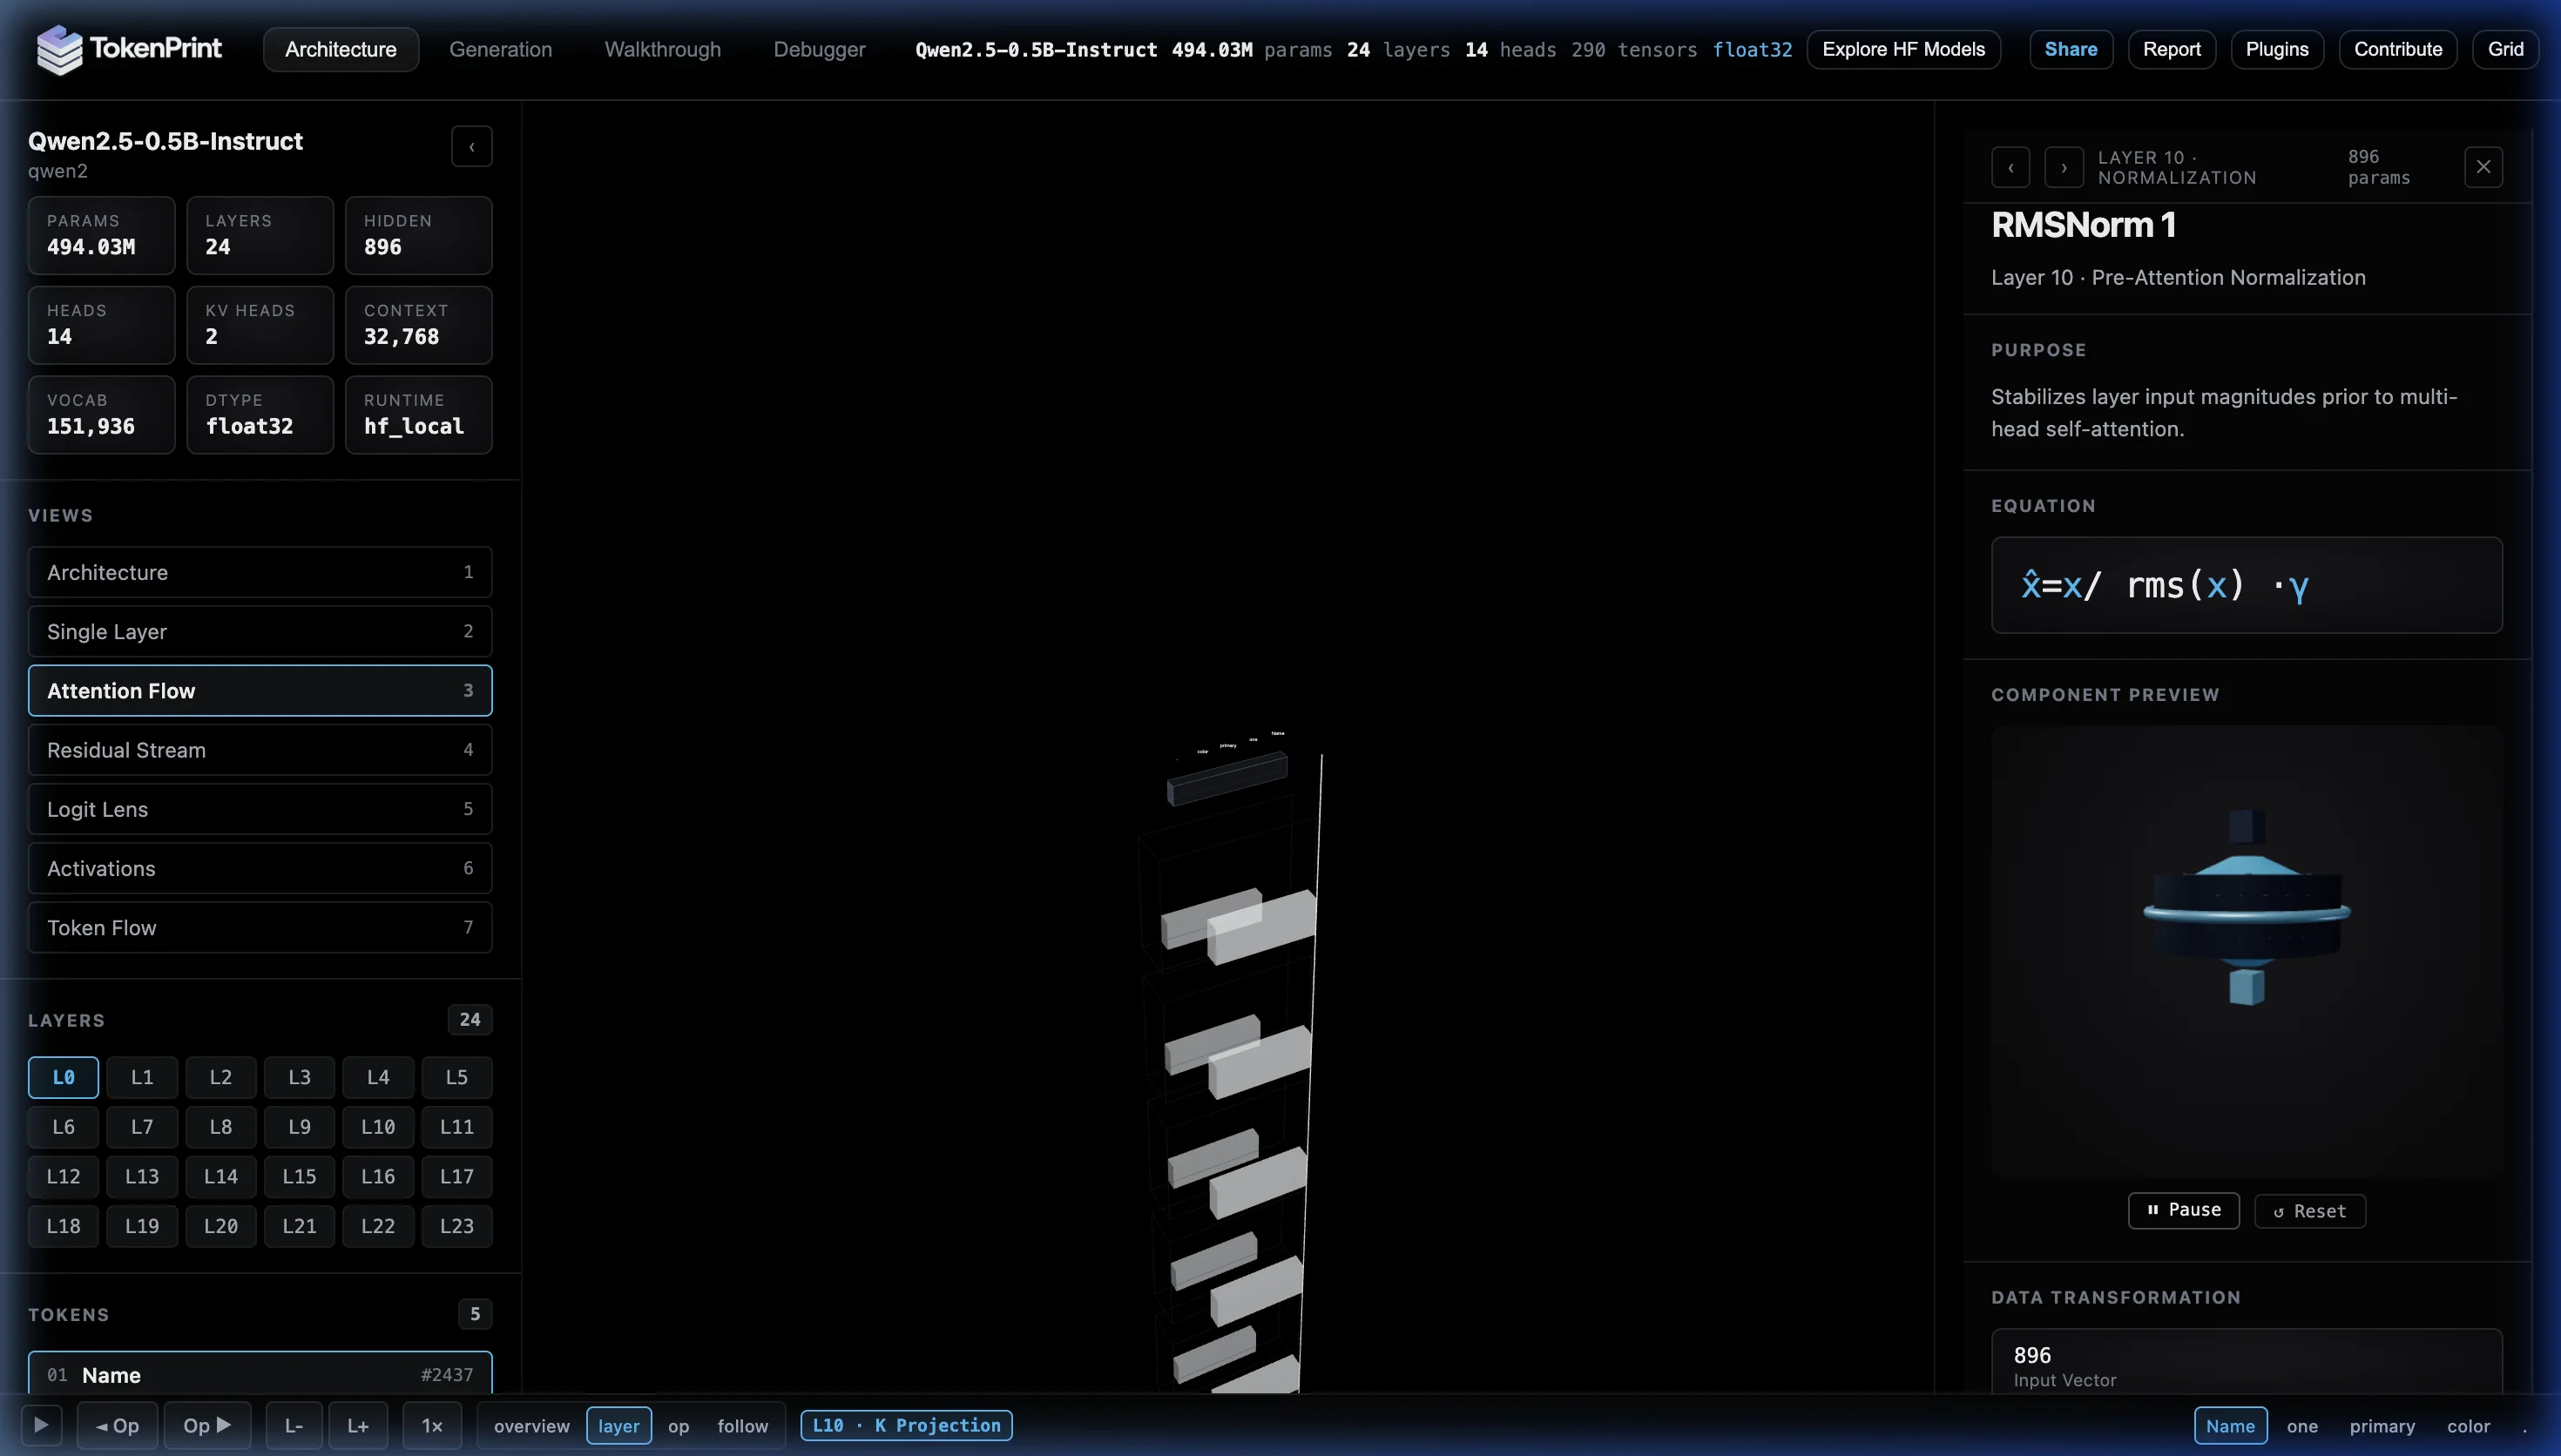 TokenPrint
Architecture
Generation
Walkthrough
Debugger
Qwen2.5-0.5B-Instruct 494.03M params 24 layers 14 heads 290 tensors float32
Explore HF Models
Share
Report
Plugins
Contribute
Grid
Qwen2.5-0.5B-Instruct
qwen2
‹
PARAMS
494.03M
LAYERS
24
HIDDEN
896
HEADS
14
KV HEADS
2
CONTEXT
32,768
VOCAB
151,936
DTYPE
float32
RUNTIME
hf_local
VIEWS
Architecture 1
Single Layer 2
Attention Flow 3
Residual Stream 4
Logit Lens 5
Activations 6
Token Flow 7
LAYERS 24
L0 L1 L2 L3 L4 L5
L6 L7 L8 L9 L10 L11
L12 L13 L14 L15 L16 L17
L18 L19 L20 L21 L22 L23
TOKENS 5
01 Name #2437
. color primary one Name
‹ ›
LAYER 10 ·
NORMALIZATION
896
params
×
RMSNorm 1
Layer 10 · Pre-Attention Normalization
PURPOSE
Stabilizes layer input magnitudes prior to multi-
head self-attention.
EQUATION
x̂=x/ rms(x) ·γ
COMPONENT PREVIEW
⏸ Pause
↺ Reset
DATA TRANSFORMATION
896
Input Vector
▶ ◄ Op Op ▶ L- L+ 1× overview layer op follow L10 · K Projection
Name one primary color .